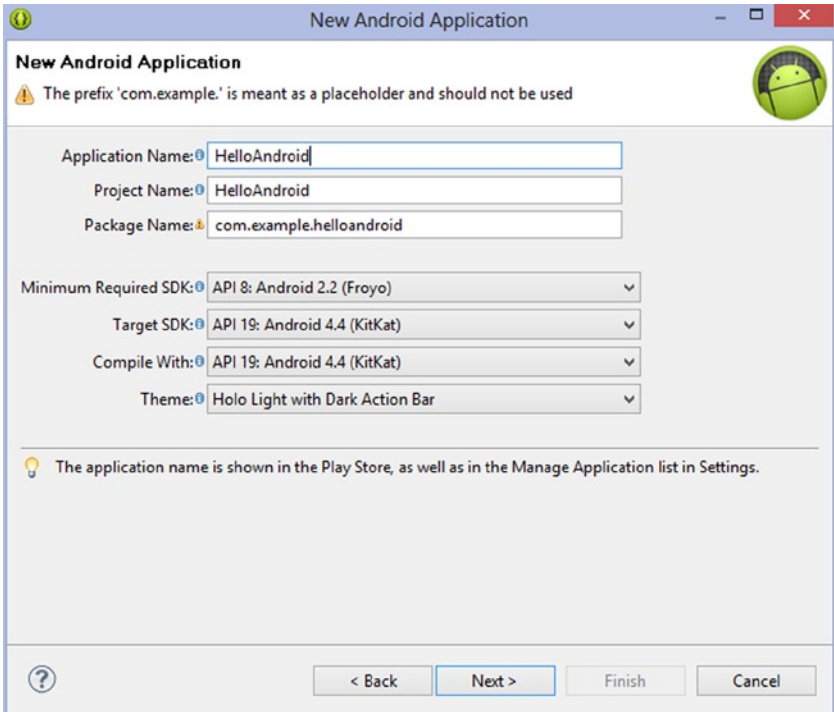 New Android Application
New Android Application
The prefix 'com.example.' is meant as a placeholder and should not be used
Application Name: HelloAndroid
Project Name: HelloAndroid
Package Name: com.example.helloandroid
Minimum Required SDK: API 8: Android 2.2 (Froyo)
Target SDK: API 19: Android 4.4 (KitKat)
Compile With: API 19: Android 4.4 (KitKat)
Theme: Holo Light with Dark Action Bar
The application name is shown in the Play Store, as well as in the Manage Application list in Settings.
? < Back Next > Finish Cancel